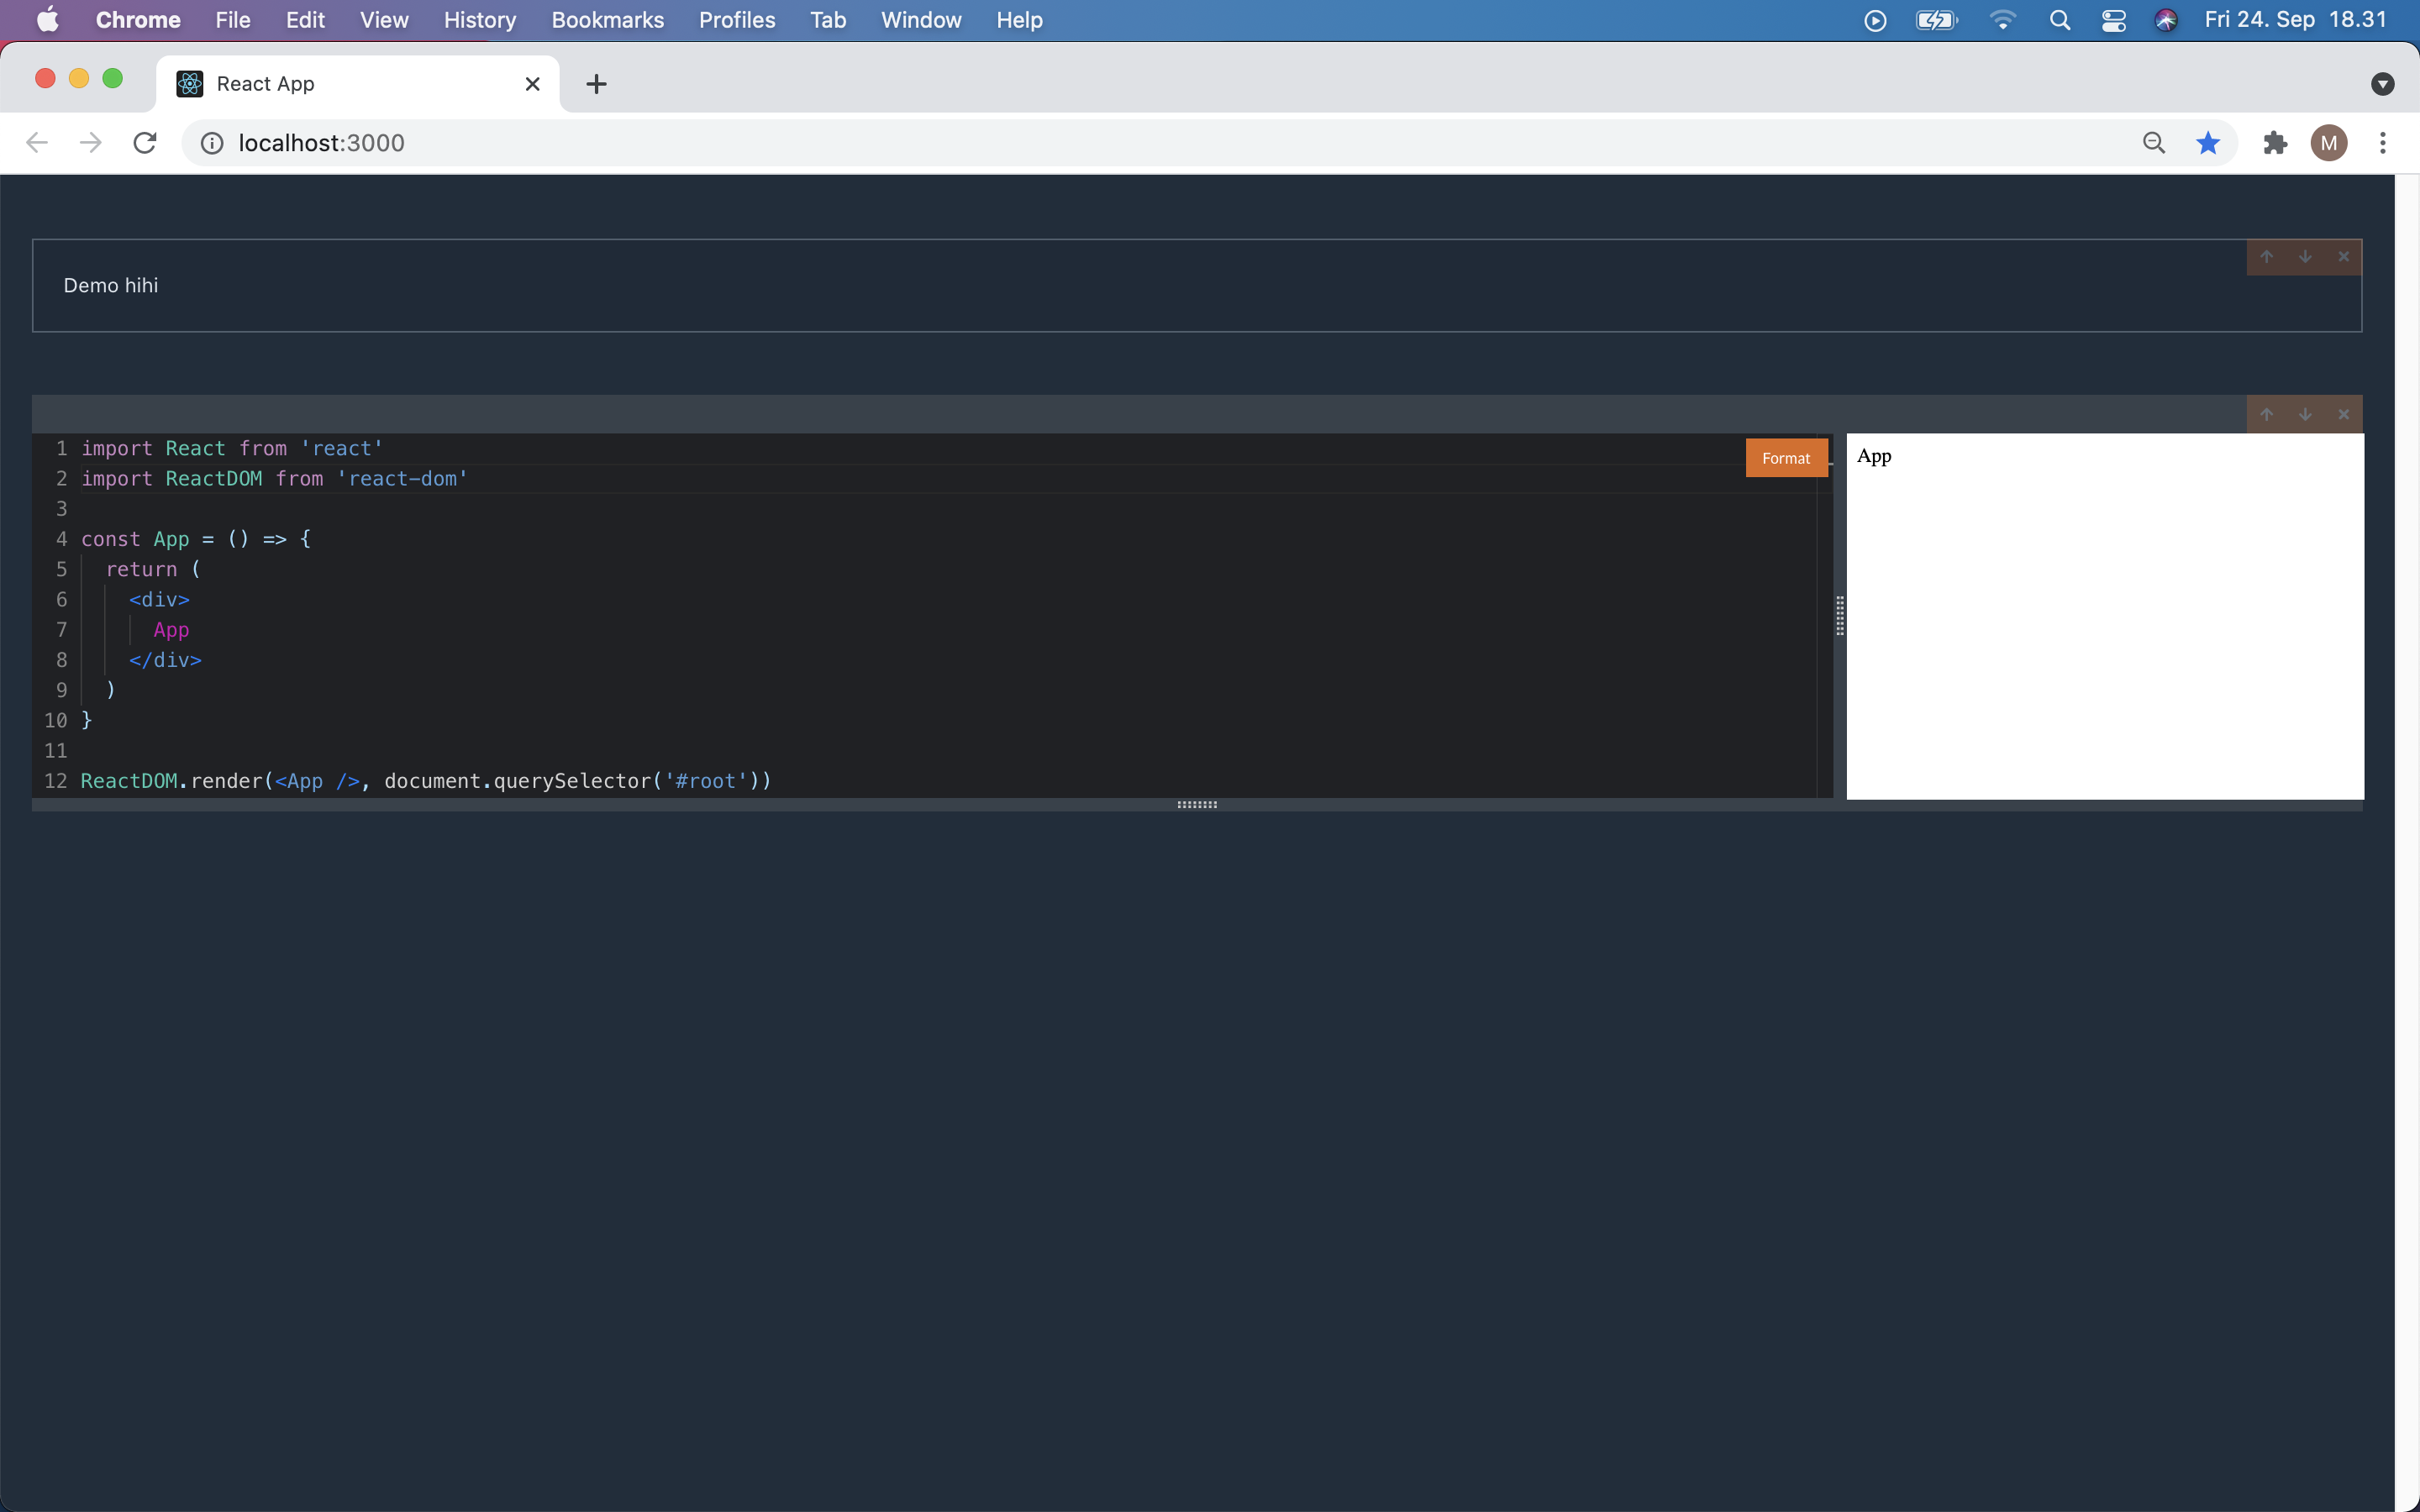 Chrome File Edit View History Bookmarks Profiles Tab Window Help Fri 24. Sep 18.31
React App
localhost:3000
M
Demo hihi
Format
1 import React from 'react'
2 import ReactDOM from 'react-dom'
3
4 const App = () => {
5 return (
6 <div>
7 App
8 </div>
9 )
10 }
11
12 ReactDOM.render(<App />, document.querySelector('#root'))
App